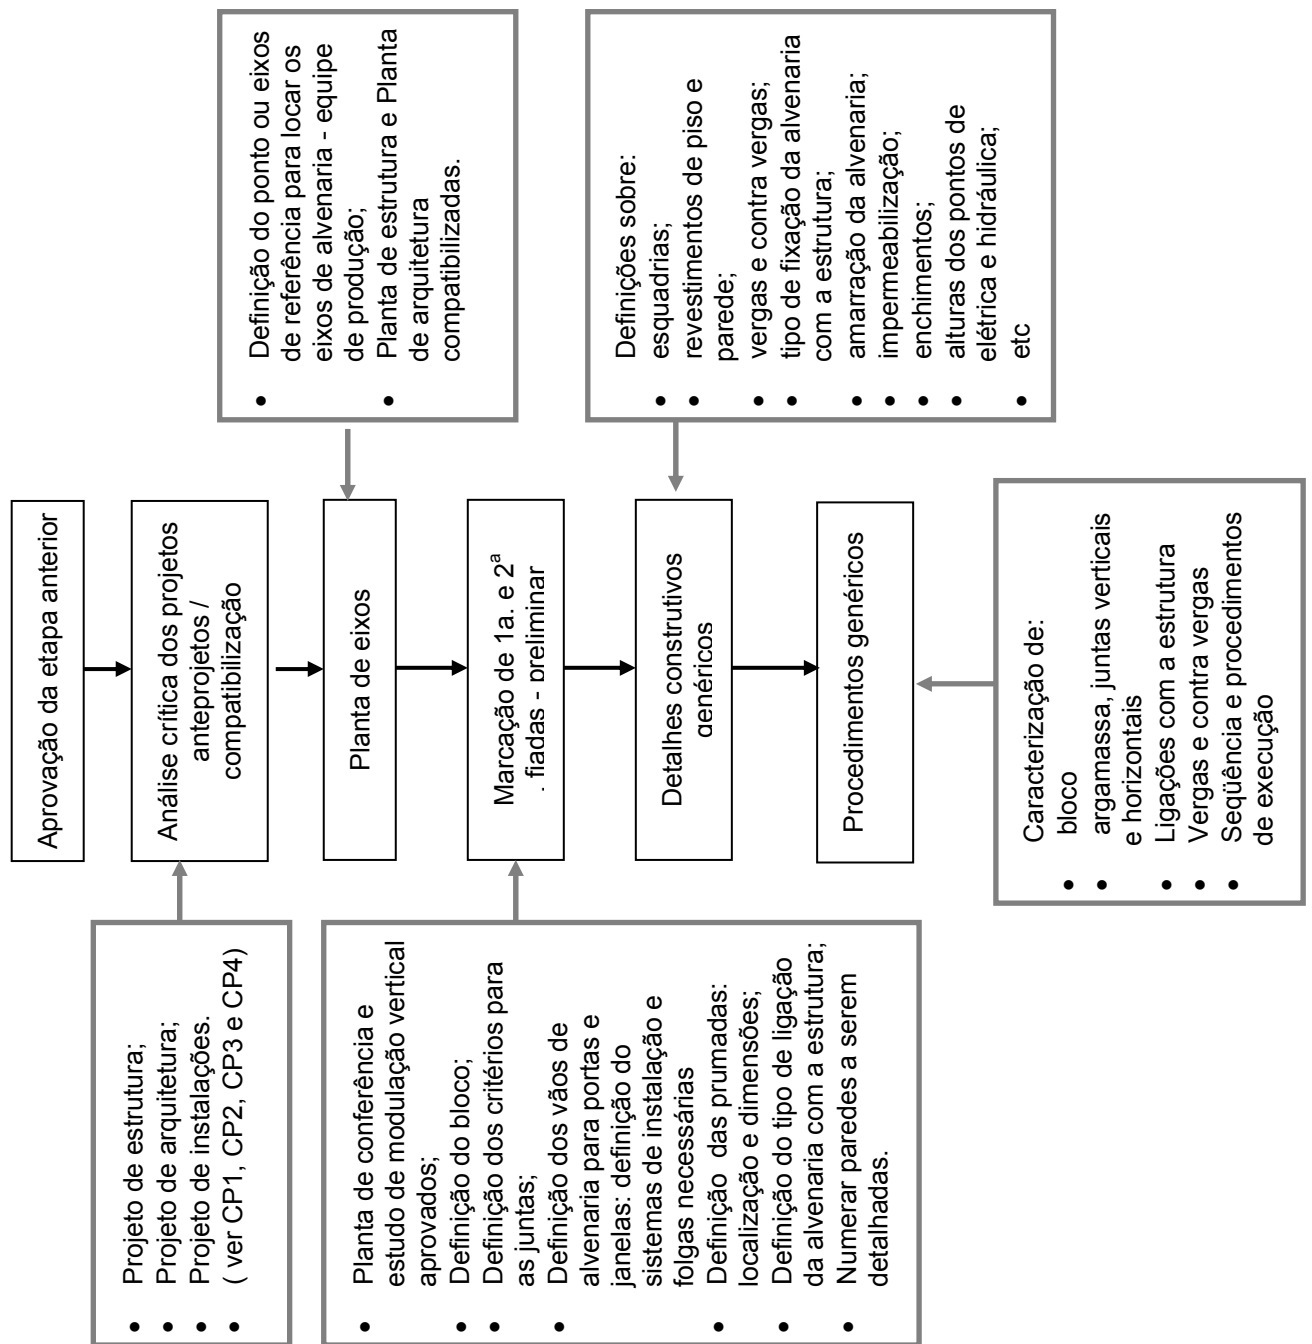 Aprovação da etapa anterior
Análise crítica dos projetos
anteprojetos /
compatibilização
Planta de eixos
Marcação de 1a. e 2ª
. fiadas - preliminar
Detalhes construtivos
genéricos
Procedimentos genéricos
• Projeto de estrutura;
• Projeto de arquitetura;
• Projeto de instalações.
• ( ver CP1, CP2, CP3 e CP4)
• Definição do ponto ou eixos
de referência para locar os
eixos de alvenaria - equipe
de produção;
• Planta de estrutura e Planta
de arquitetura
compatibilizadas.
• Planta de conferência e
estudo de modulação vertical
aprovados;
• Definição do bloco;
• Definição dos critérios para
as juntas;
• Definição dos vãos de
alvenaria para portas e
janelas: definição do
sistemas de instalação e
folgas necessárias
• Definição das prumadas:
localização e dimensões;
• Definição do tipo de ligação
da alvenaria com a estrutura;
• Numerar paredes a serem
detalhadas.
Definições sobre:
• esquadrias;
• revestimentos de piso e
parede;
• vergas e contra vergas;
• tipo de fixação da alvenaria
com a estrutura;
• amarração da alvenaria;
• impermeabilização;
• enchimentos;
• alturas dos pontos de
elétrica e hidráulica;
• etc
Caracterização de:
• bloco
• argamassa, juntas verticais
e horizontais
• Ligações com a estrutura
• Vergas e contra vergas
• Seqüência e procedimentos
de execução